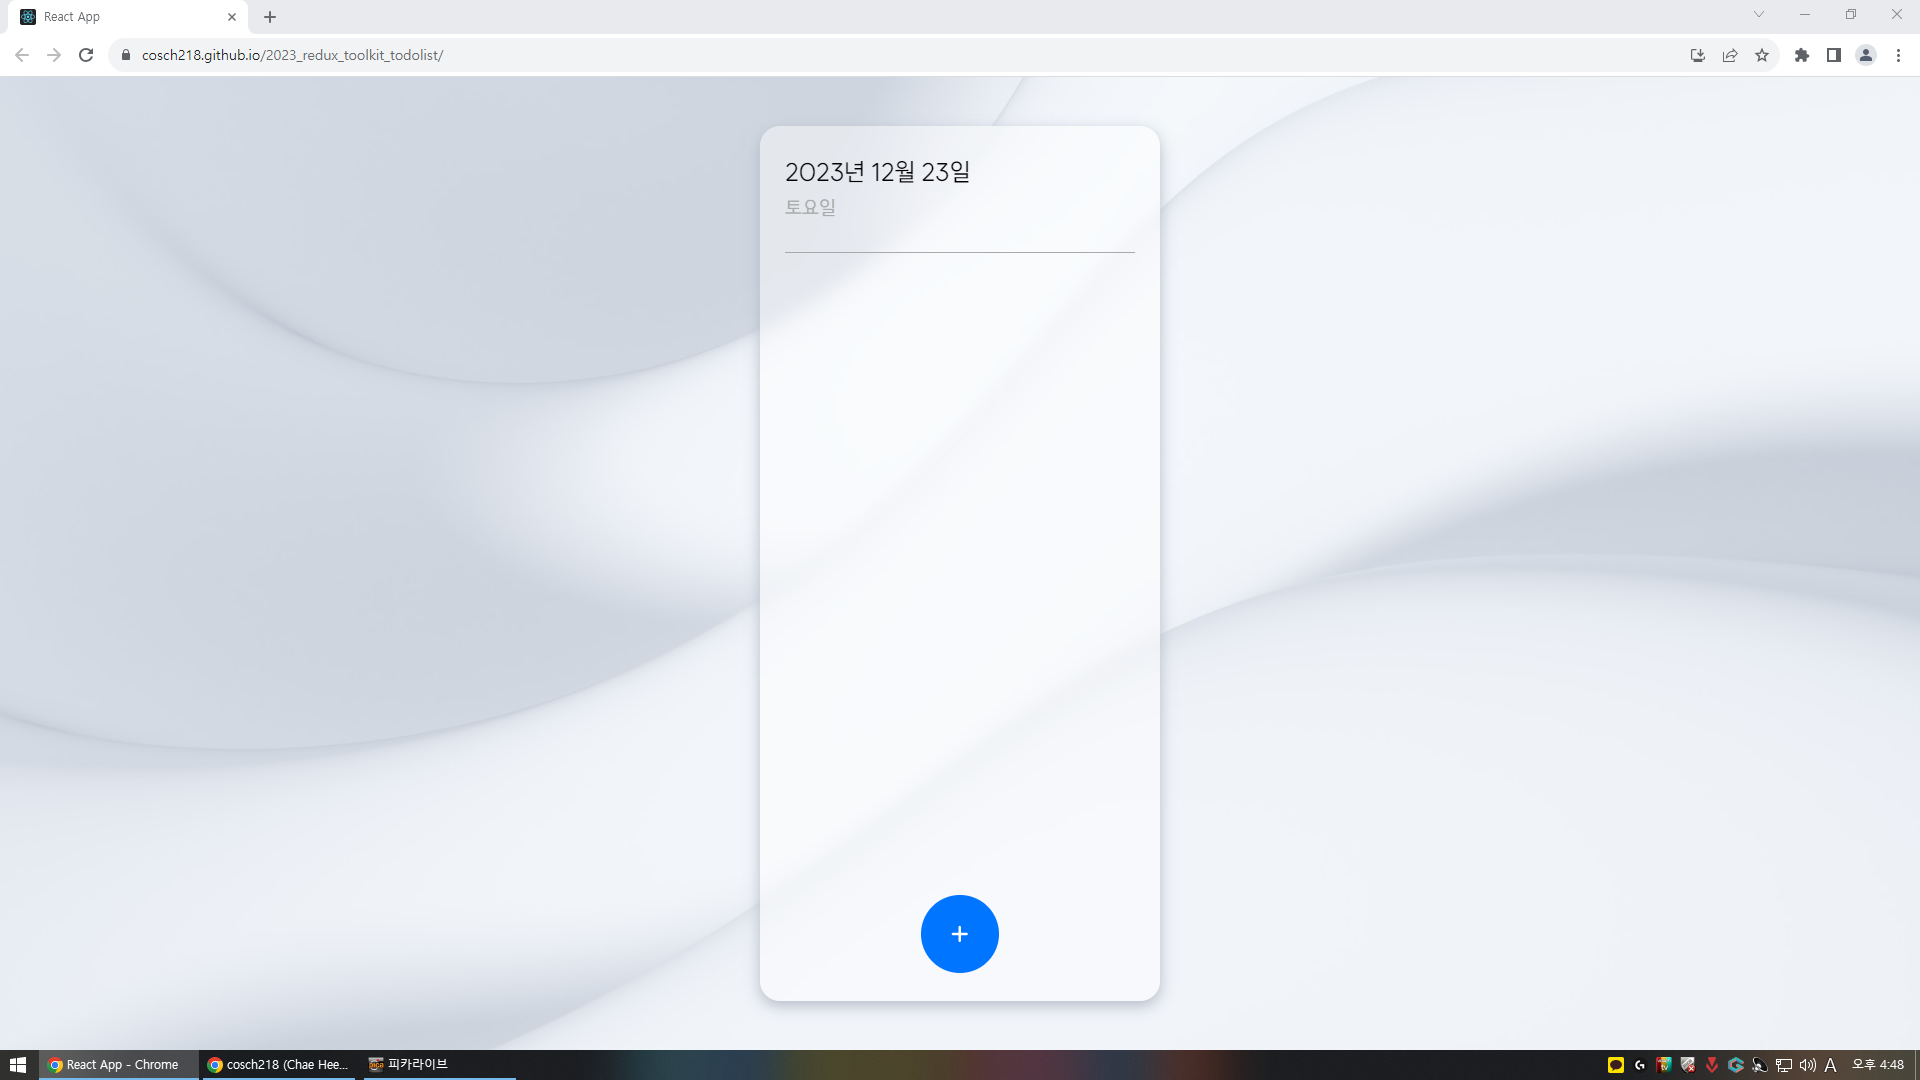 React App
cosch218.github.io/2023_redux_toolkit_todolist/
2023년 12월 23일
토요일
React App - Chrome
cosch218 (Chae Hee...
피카라이브
A
오후 4:48